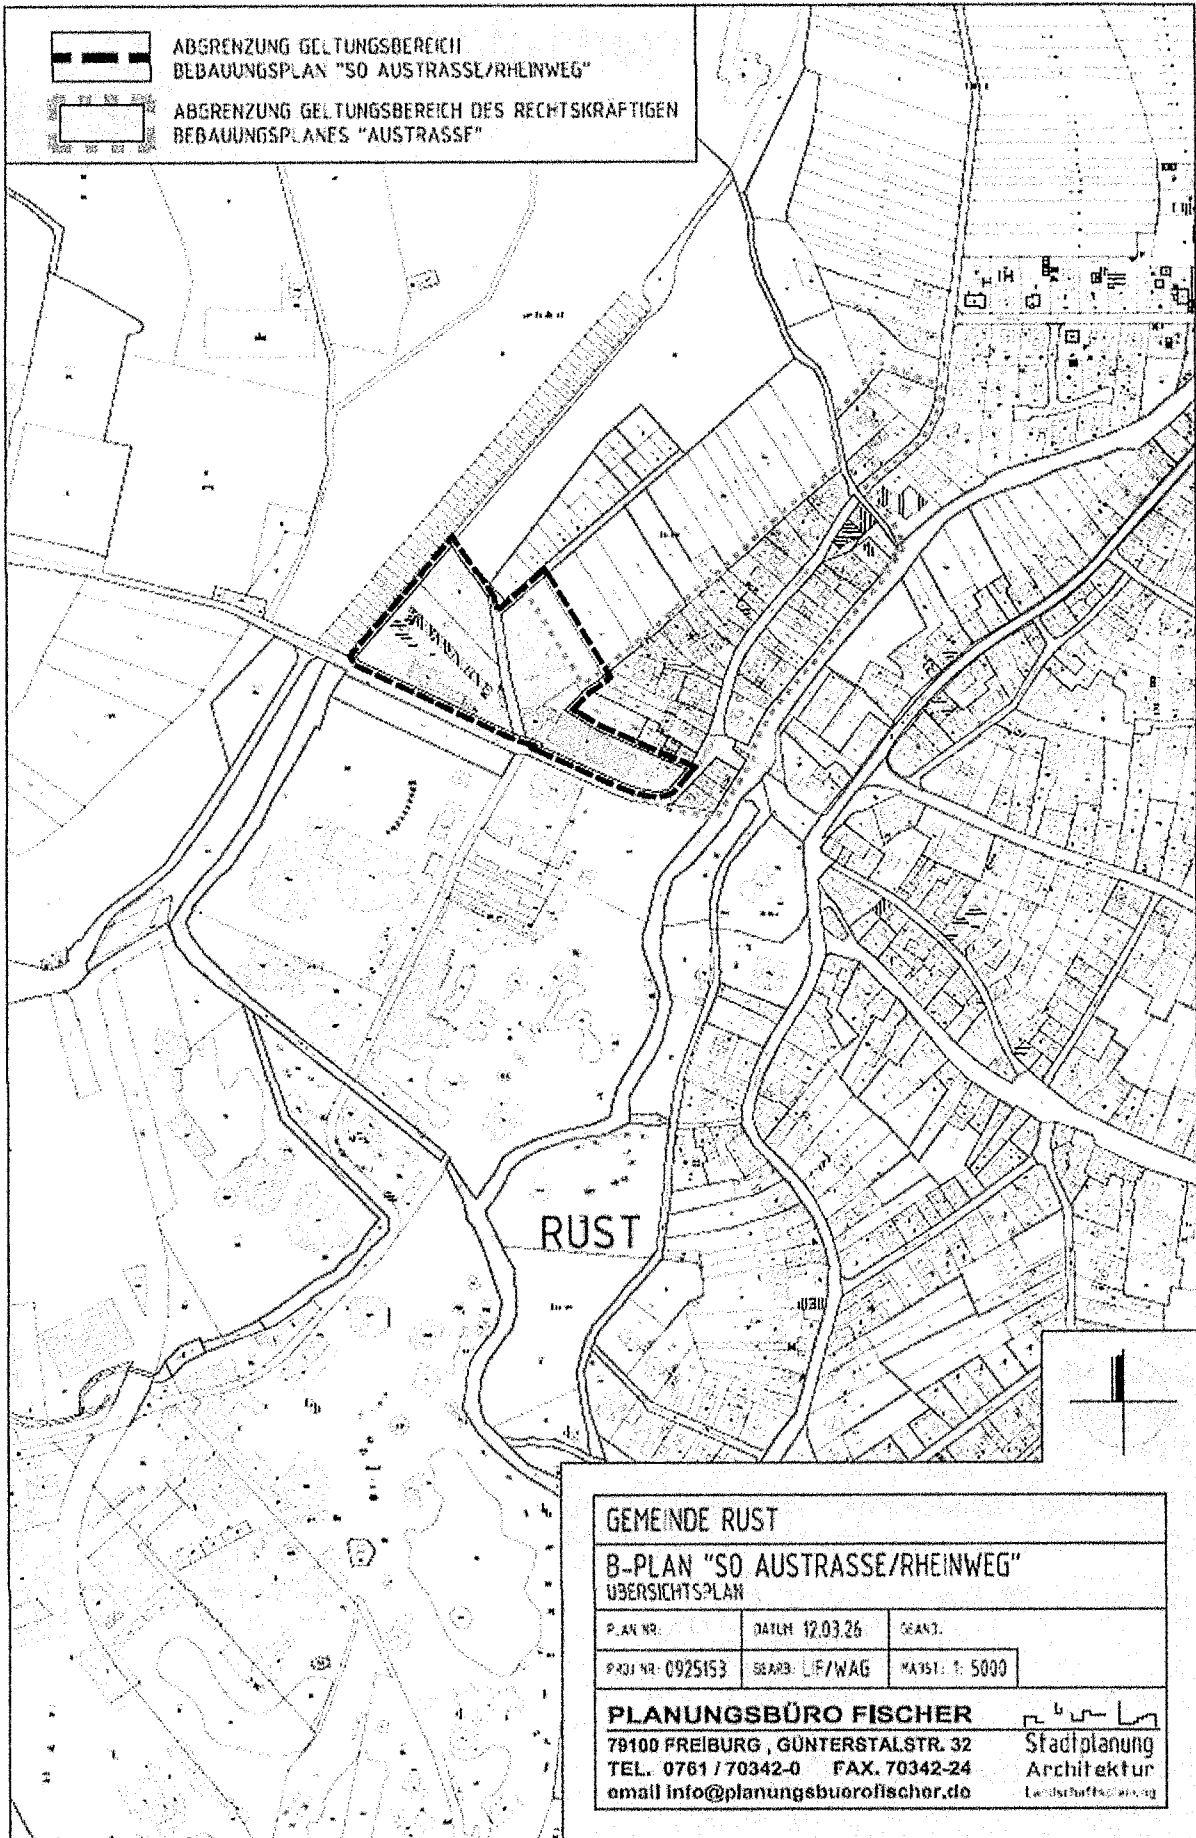 ABGRENZUNG GELTUNGSBEREICH
BEBAUUNGSPLAN "SO AUSTRASSE/RHEINWEG"
ABGRENZUNG GELTUNGSBEREICH DES RECHTSKRÄFTIGEN
BEBAUUNGSPLANES "AUSTRASSE"
RUST
GEMEINDE RUST
B-PLAN "SO AUSTRASSE/RHEINWEG"
ÜBERSICHTSPLAN
PLAN NR.:
DATUM 12.03.26
GEÄND.:
PROJ NR: 0925153
BEARB: LIF/WAG
MAßST.: 1: 5000
PLANUNGSBÜRO FISCHER
79100 FREIBURG , GÜNTERSTALSTR. 32
TEL. 0761 / 70342-0 FAX. 70342-24
email info@planungsbuerofischer.de
Stadtplanung
Architektur
Landschaftsplanung